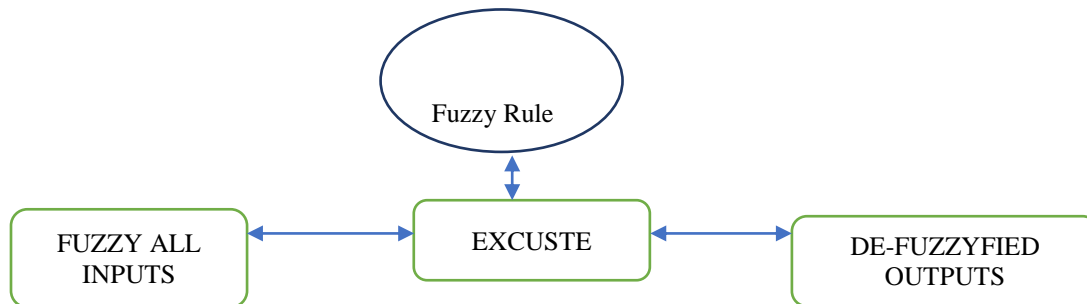 Fuzzy Rule
FUZZY ALL
INPUTS
EXCUSTE
DE-FUZZYFIED
OUTPUTS